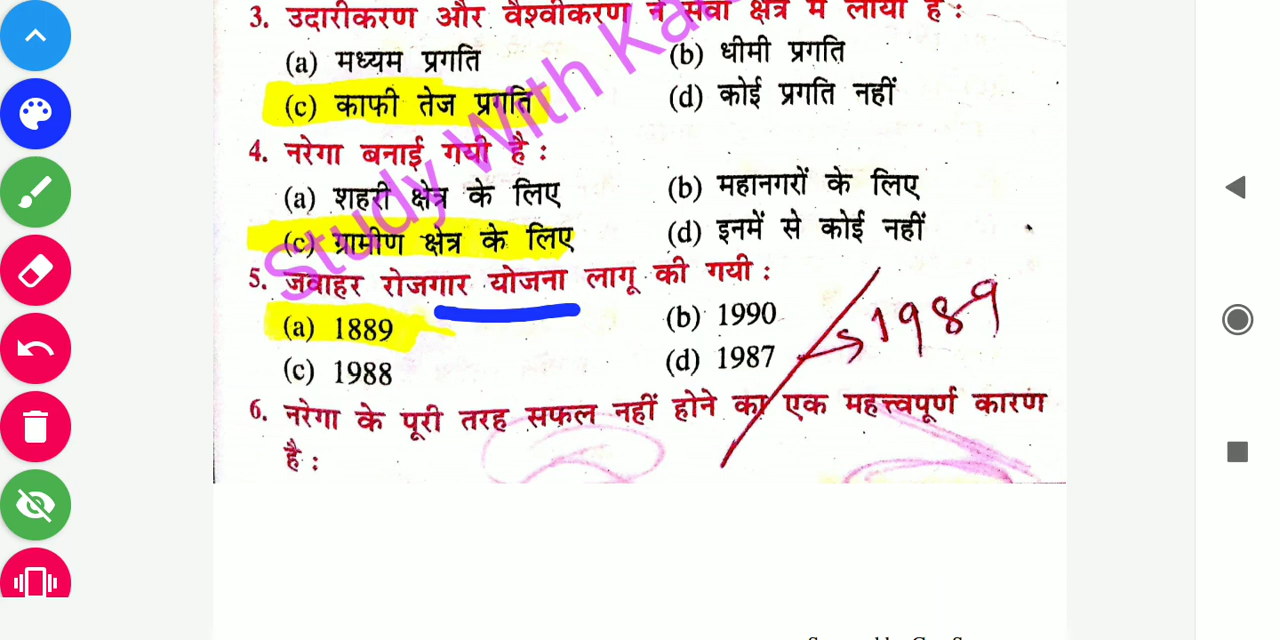 3. उदारीकरण और वैश्वीकरण ने सेवा क्षेत्र में लाया है :
(a) मध्यम प्रगति (b) धीमी प्रगति
(c) काफी तेज प्रगति (d) कोई प्रगति नहीं
4. नरेगा बनाई गयी है :
(a) शहरी क्षेत्र के लिए (b) महानगरों के लिए
(c) ग्रामीण क्षेत्र के लिए (d) इनमें से कोई नहीं
5. जवाहर रोजगार योजना लागू की गयी :
(a) 1889 (b) 1990
1989
(c) 1988 (d) 1987
6. नरेगा के पूरी तरह सफल नहीं होने का एक महत्त्वपूर्ण कारण
है :
Study With